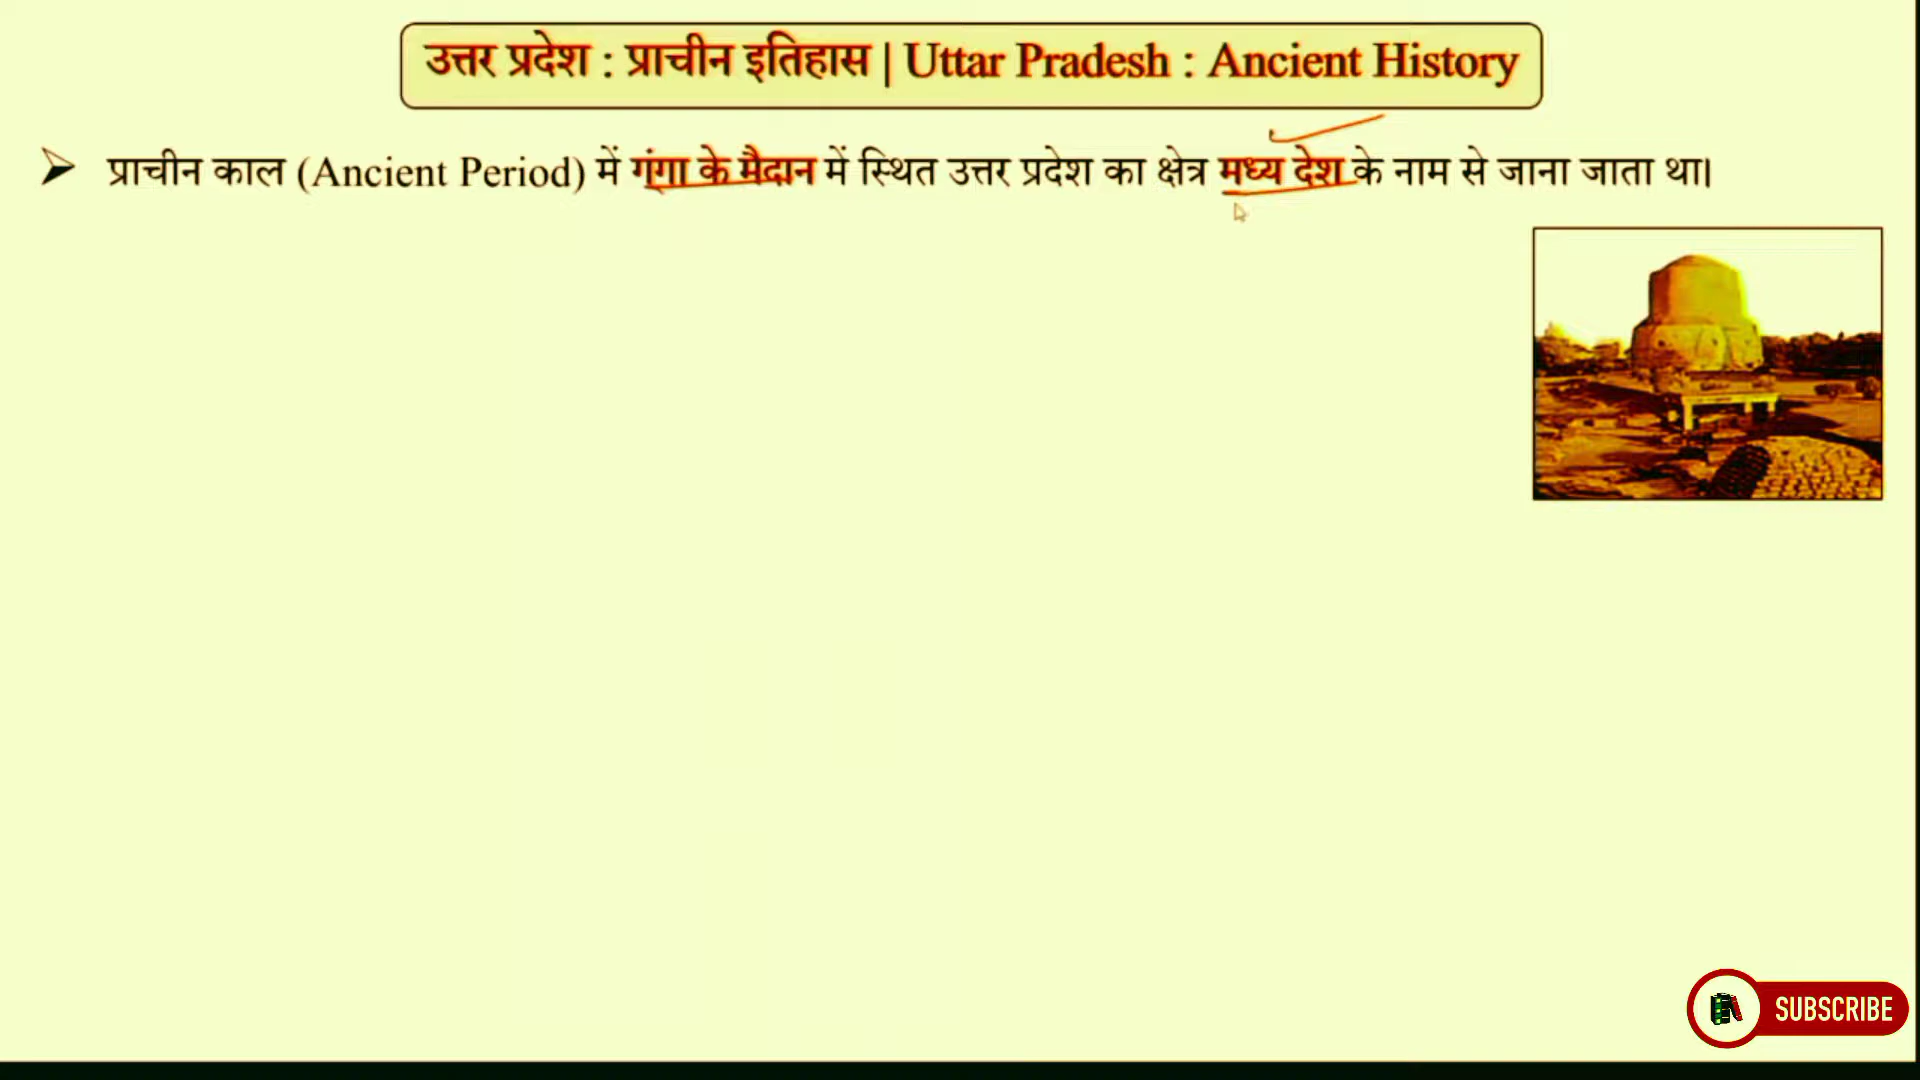 उत्तर प्रदेश : प्राचीन इतिहास | Uttar Pradesh : Ancient History
प्राचीन काल (Ancient Period) में गंगा के मैदान में स्थित उत्तर प्रदेश का क्षेत्र मध्य देश के नाम से जाना जाता था।
SUBSCRIBE